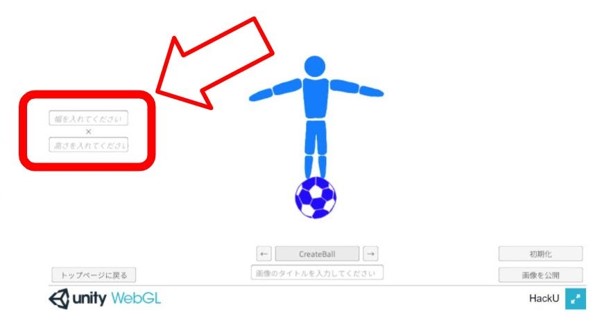 幅を入れてください
×
高さを入れてください
← CreateBall →
初期化
トップページに戻る
画像のタイトルを入力してください
画像を公開
unity WebGL
HackU